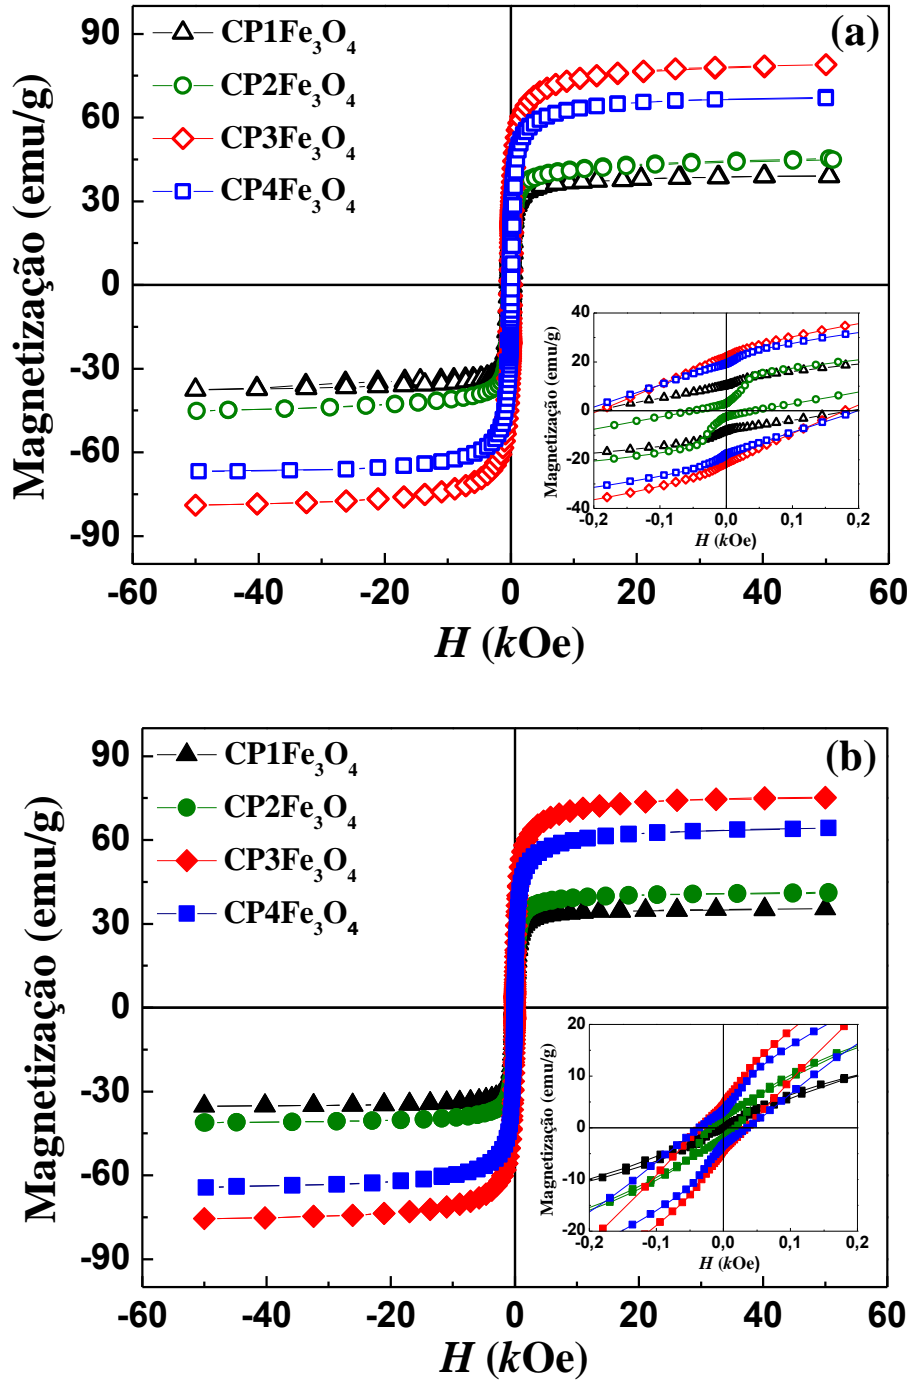 (a)
CP1Fe₃O₄
CP2Fe₃O₄
CP3Fe₃O₄
CP4Fe₃O₄
Magnetização (emu/g)
90
60
30
0
-30
-60
-90
-60 -40 -20 0 20 40 60
H (kOe)
Magnetização (emu/g)
40
20
0
-20
-40
-0,2 -0,1 0,0 0,1 0,2
H (kOe)
(b)
CP1Fe₃O₄
CP2Fe₃O₄
CP3Fe₃O₄
CP4Fe₃O₄
Magnetização (emu/g)
90
60
30
0
-30
-60
-90
-60 -40 -20 0 20 40 60
H (kOe)
Magnetização (emu/g)
20
10
0
-10
-20
-0,2 -0,1 0,0 0,1 0,2
H (kOe)